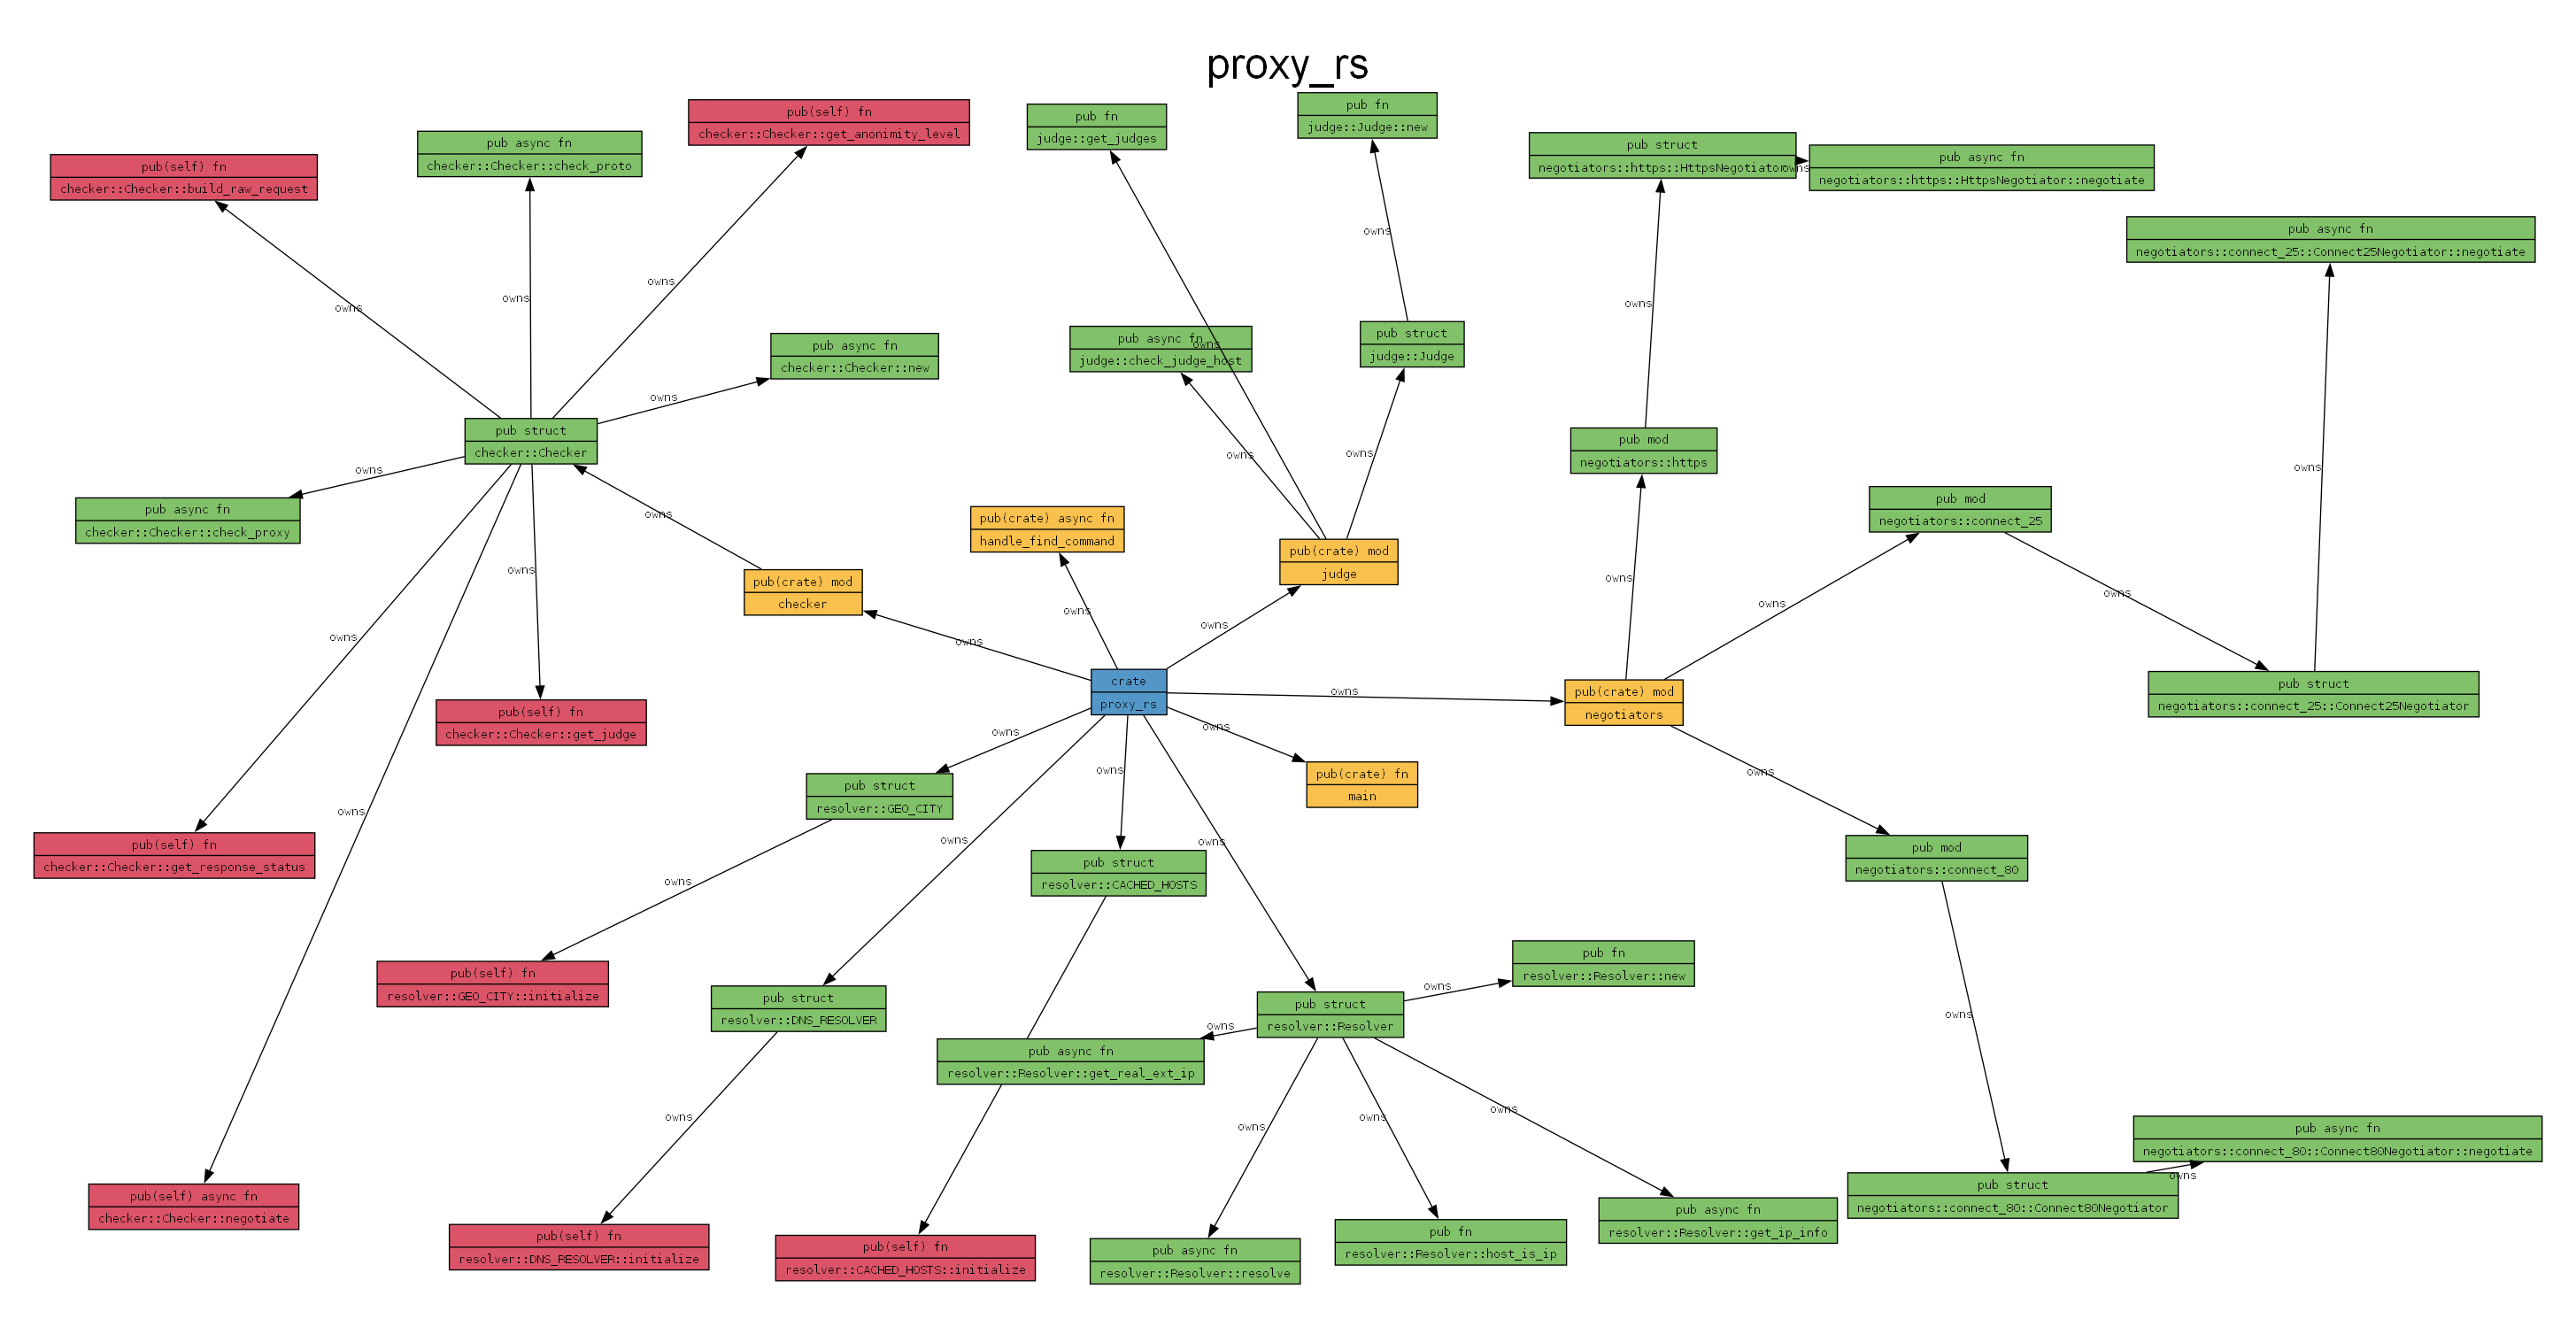 proxy_rs
pub fn
judge::Judge::new
pub(self) fn
checker::Checker::get_anonimity_level
pub fn
judge::get_judges
pub async fn
checker::Checker::check_proto
pub struct
negotiators::https::HttpsNegotiator
owns
pub async fn
negotiators::https::HttpsNegotiator::negotiate
pub(self) fn
checker::Checker::build_raw_request
pub async fn
negotiators::connect_25::Connect25Negotiator::negotiate
owns
owns
owns
owns
owns
owns
pub async fn
judge::check_judge_host
owns
pub struct
judge::Judge
pub async fn
checker::Checker::new
owns
pub struct
checker::Checker
pub mod
negotiators::https
owns
owns
owns
owns
pub async fn
checker::Checker::check_proxy
pub(crate) async fn
handle_find_command
owns
pub mod
negotiators::connect_25
pub(crate) mod
judge
pub(crate) mod
checker
owns
owns
owns
owns
owns
owns
owns
owns
crate
proxy_rs
owns
pub(crate) mod
negotiators
pub struct
negotiators::connect_25::Connect25Negotiator
pub(self) fn
checker::Checker::get_judge
owns
owns
owns
owns
pub struct
resolver::GEO_CITY
pub(crate) fn
main
owns
owns
owns
pub(self) fn
checker::Checker::get_response_status
pub struct
resolver::CACHED_HOSTS
pub mod
negotiators::connect_80
owns
pub(self) fn
resolver::GEO_CITY::initialize
pub fn
resolver::Resolver::new
owns
pub struct
resolver::DNS_RESOLVER
pub struct
resolver::Resolver
owns
owns
pub async fn
resolver::Resolver::get_real_ext_ip
owns
owns
owns
owns
pub async fn
negotiators::connect_80::Connect80Negotiator::negotiate
owns
pub struct
negotiators::connect_80::Connect80Negotiator
pub(self) async fn
checker::Checker::negotiate
pub(self) fn
resolver::DNS_RESOLVER::initialize
pub(self) fn
resolver::CACHED_HOSTS::initialize
pub async fn
resolver::Resolver::resolve
pub fn
resolver::Resolver::host_is_ip
pub async fn
resolver::Resolver::get_ip_info